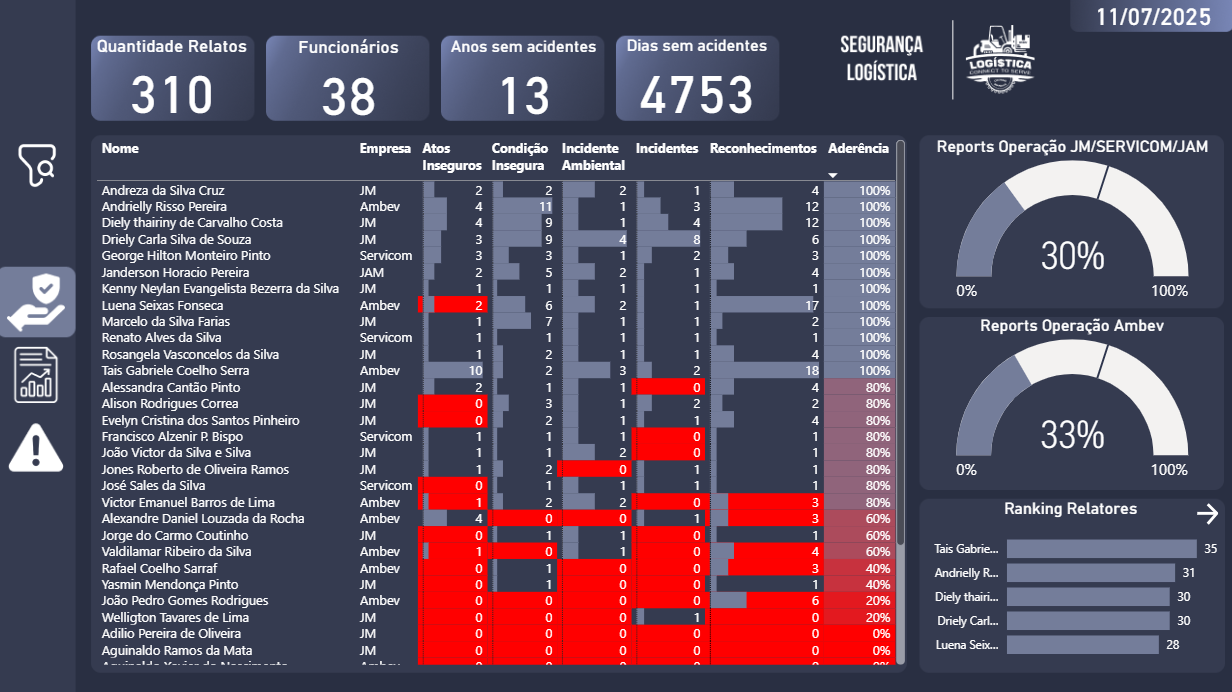 11/07/2025
Quantidade Relatos Funcionários Anos sem acidentes Dias sem acidentes
310 38 13 4753
SEGURANÇA
LOGÍSTICA
LOGÍSTICA
CONNECT TO SERVE
Nome Empresa Atos Inseguros Condição Insegura Incidente Ambiental Incidentes Reconhecimentos Aderência
Andreza da Silva Cruz JM 2 2 2 1 4 100%
Andrielly Risso Pereira Ambev 4 11 1 3 12 100%
Diely thairiny de Carvalho Costa JM 4 9 1 4 12 100%
Driely Carla Silva de Souza JM 3 9 4 8 6 100%
George Hilton Monteiro Pinto Servicom 3 3 1 2 3 100%
Janderson Horacio Pereira JAM 2 5 2 1 4 100%
Kenny Neylan Evangelista Bezerra da Silva JM 1 1 1 1 1 100%
Luena Seixas Fonseca Ambev 2 6 2 1 17 100%
Marcelo da Silva Farias JM 1 7 1 1 2 100%
Renato Alves da Silva Servicom 1 1 1 1 1 100%
Rosangela Vasconcelos da Silva JM 1 2 1 1 4 100%
Tais Gabriele Coelho Serra Ambev 10 2 3 2 18 100%
Alessandra Cantão Pinto JM 2 1 1 0 4 80%
Alison Rodrigues Correa JM 0 3 1 2 2 80%
Evelyn Cristina dos Santos Pinheiro JM 0 2 1 1 4 80%
Francisco Alzenir P. Bispo Servicom 1 1 1 0 1 80%
João Victor da Silva e Silva JM 1 1 2 0 1 80%
Jones Roberto de Oliveira Ramos JM 1 2 0 1 1 80%
José Sales da Silva Servicom 0 1 1 1 1 80%
Victor Emanuel Barros de Lima Ambev 1 2 2 0 3 80%
Alexandre Daniel Louzada da Rocha Ambev 4 0 0 1 3 60%
Jorge do Carmo Coutinho JM 0 1 1 0 1 60%
Valdilamar Ribeiro da Silva Ambev 1 0 1 0 4 60%
Rafael Coelho Sarraf Ambev 0 1 0 0 3 40%
Yasmin Mendonça Pinto JM 0 1 0 0 1 40%
João Pedro Gomes Rodrigues Ambev 0 0 0 0 6 20%
Welligton Tavares de Lima JM 0 0 0 1 0 20%
Adilio Pereira de Oliveira JM 0 0 0 0 0 0%
Aguinaldo Ramos da Mata JM 0 0 0 0 0 0%
Reports Operação JM/SERVICOM/JAM
30%
0% 100%
Reports Operação Ambev
33%
0% 100%
Ranking Relatores
Tais Gabrie... 35
Andrielly R... 31
Diely thairi... 30
Driely Carl... 30
Luena Seix... 28